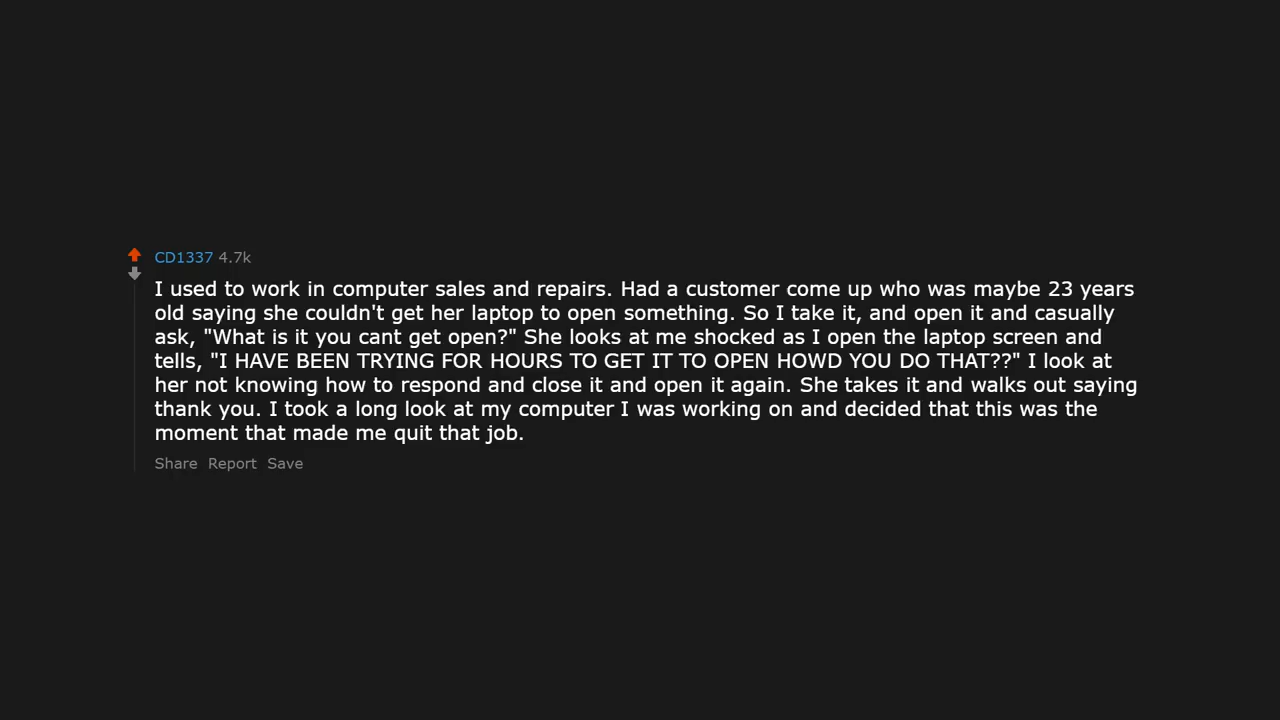 CD1337 4.7k
I used to work in computer sales and repairs. Had a customer come up who was maybe 23 years
old saying she couldn't get her laptop to open something. So I take it, and open it and casually
ask, "What is it you cant get open?" She looks at me shocked as I open the laptop screen and
tells, "I HAVE BEEN TRYING FOR HOURS TO GET IT TO OPEN HOWD YOU DO THAT??" I look at
her not knowing how to respond and close it and open it again. She takes it and walks out saying
thank you. I took a long look at my computer I was working on and decided that this was the
moment that made me quit that job.
Share Report Save